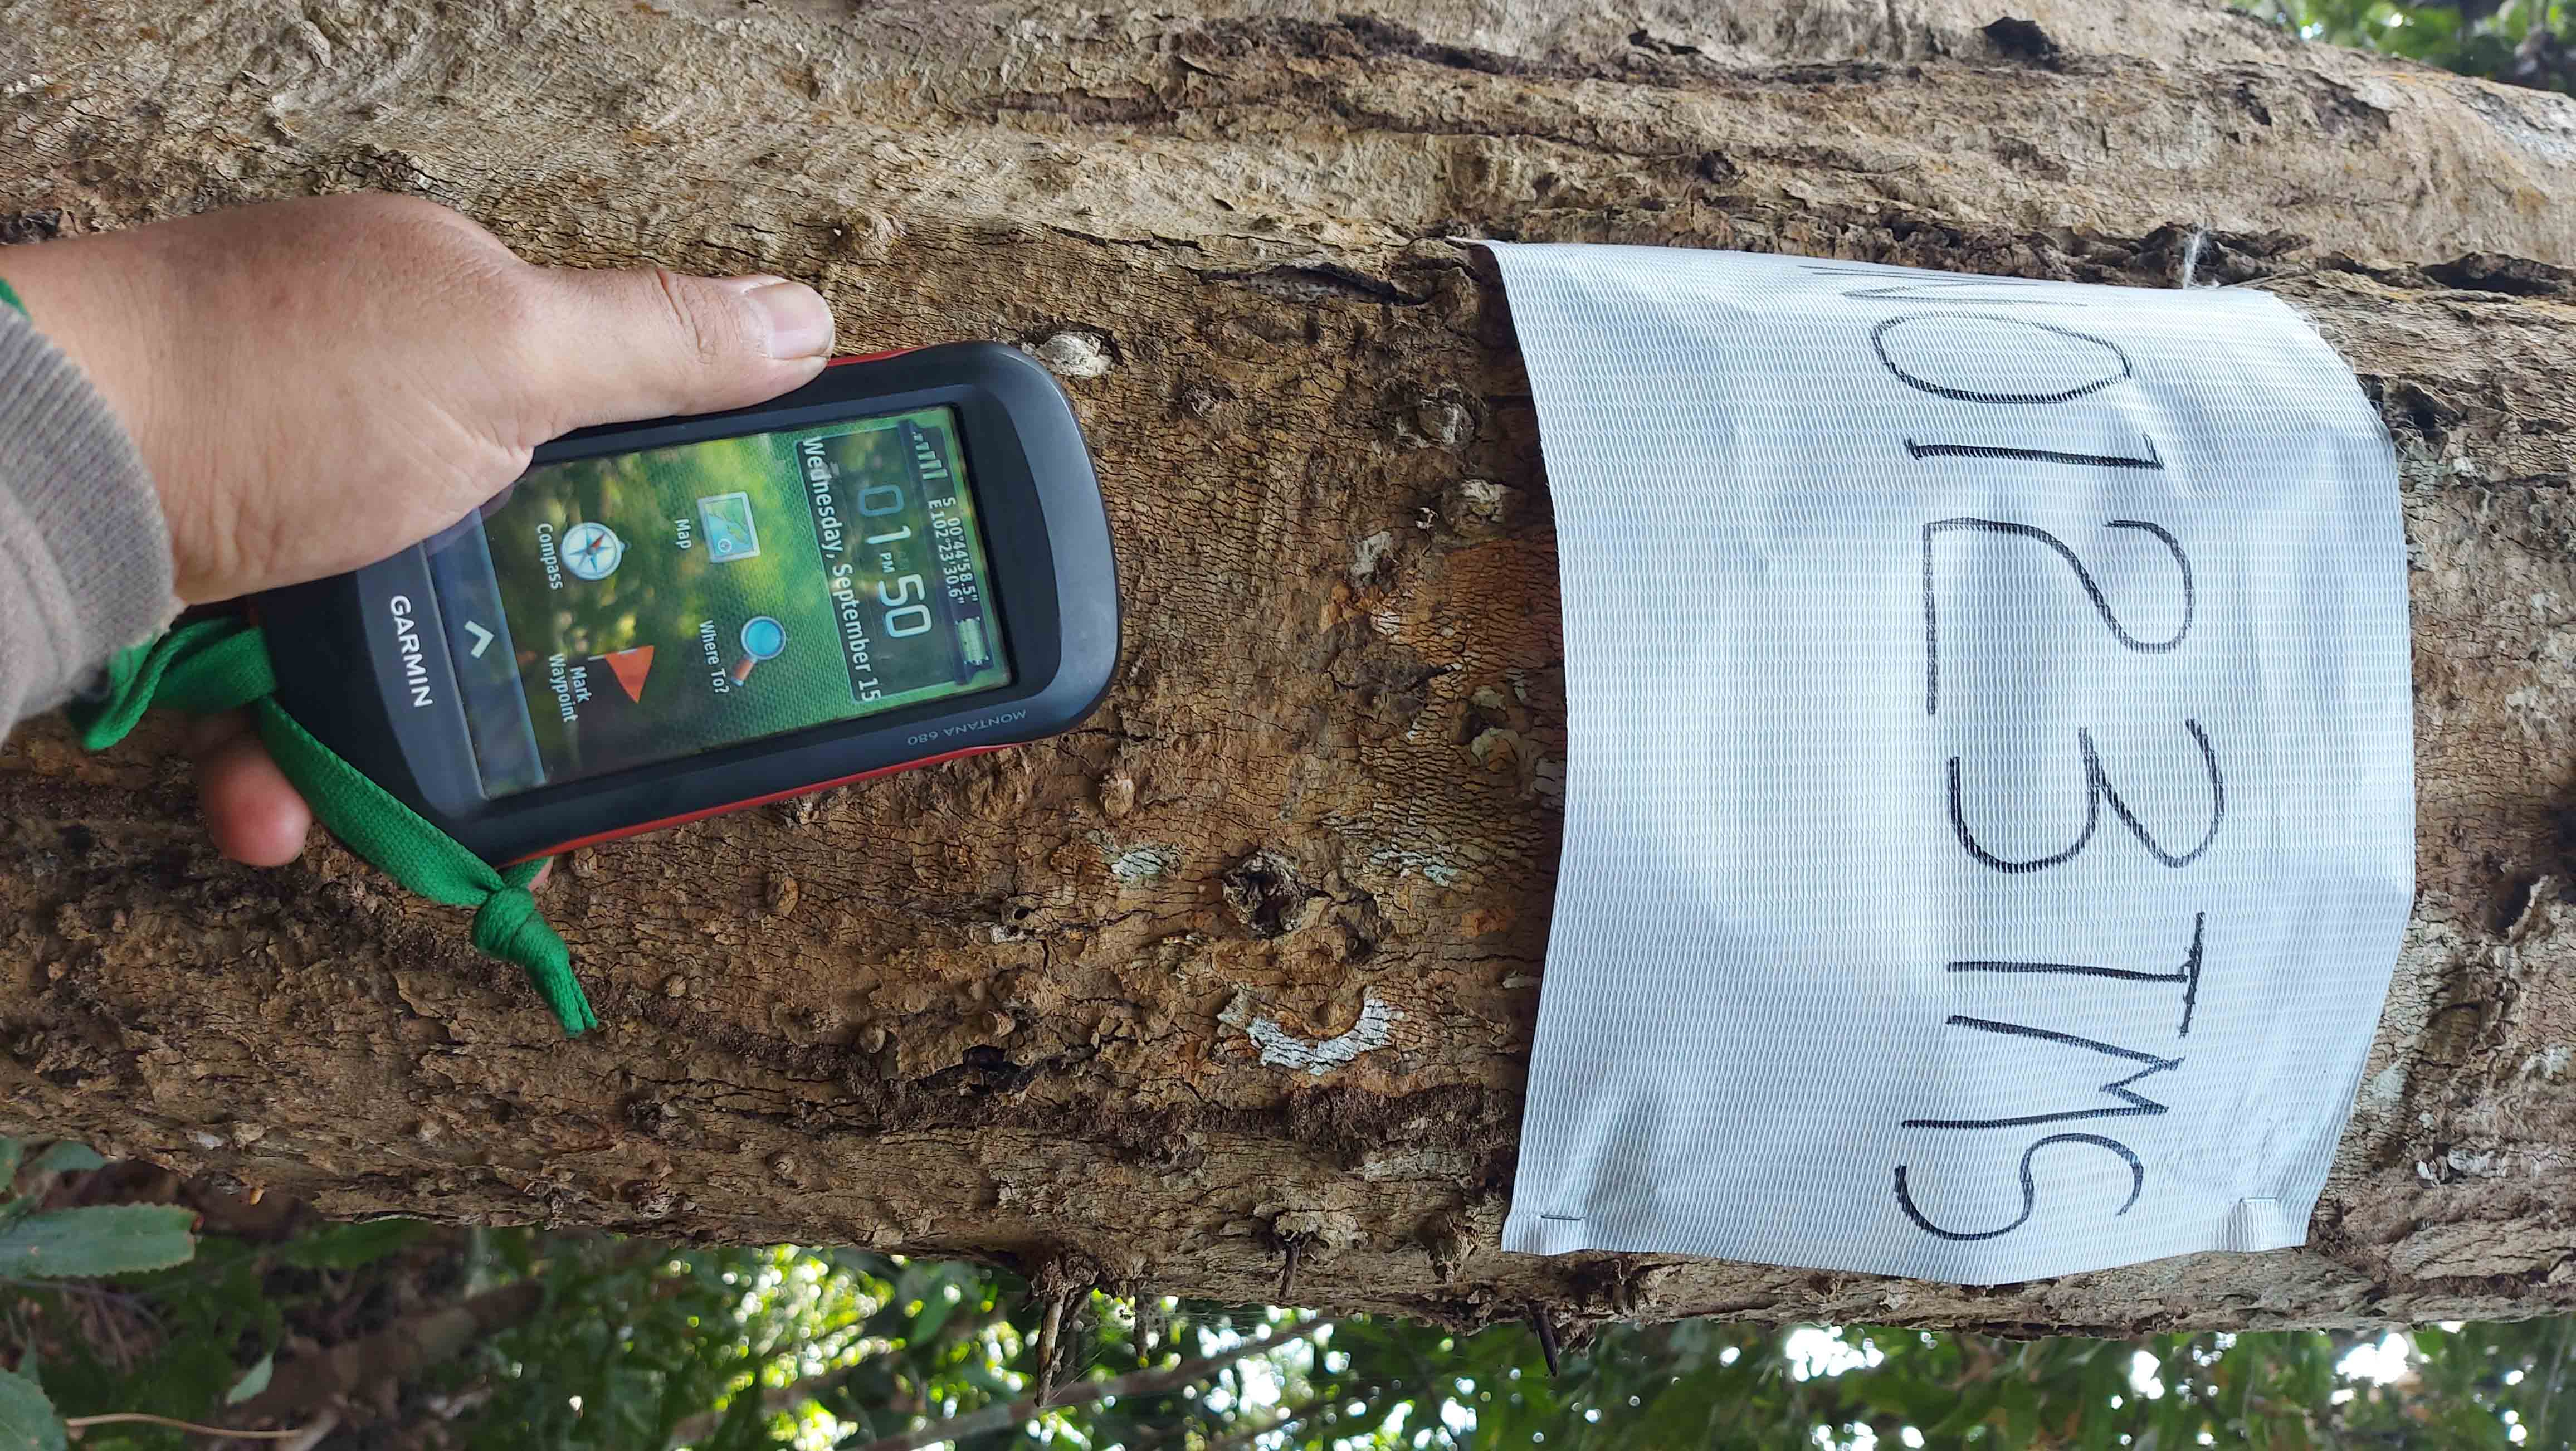 S 00°44'58.5"
E102°23'30.6"
01 PM 50
Wednesday, September 15
Map
Where To?
Compass
Mark
Waypoint
GARMIN
MONTANA 680
0123TMS